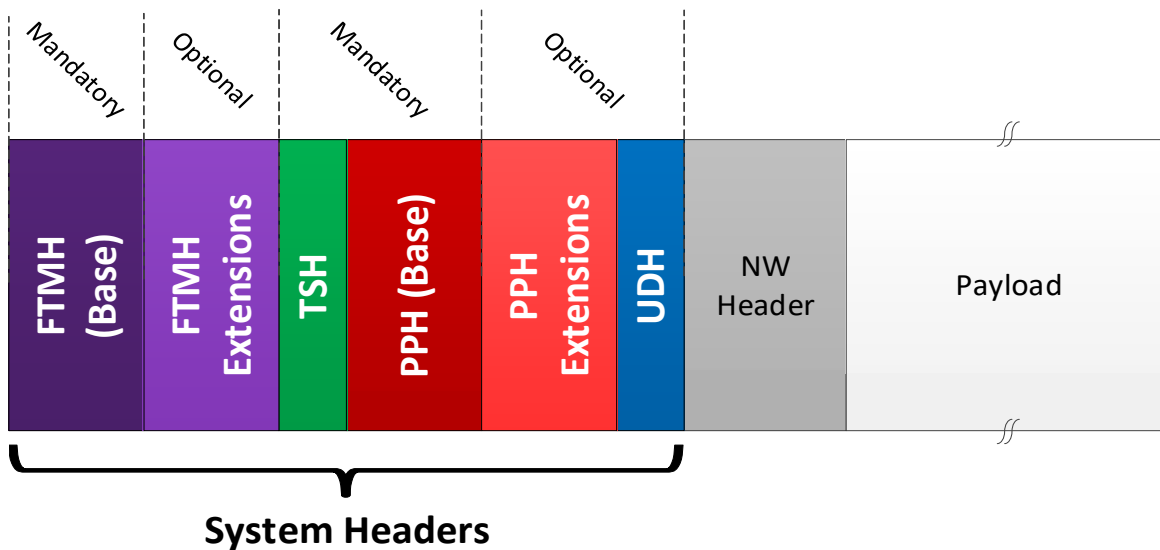 Mandatory
Optional
Mandatory
Optional
FTMH
(Base)
FTMH
Extensions
TSH
PPH (Base)
PPH
Extensions
UDH
NW
Header
Payload
System Headers